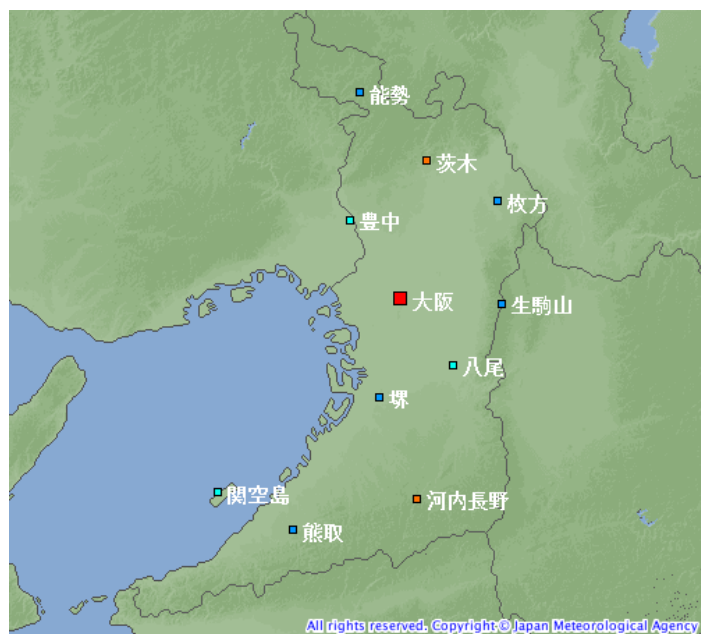 能勢
茨木
枚方
豊中
大阪
生駒山
八尾
堺
関空島
河内長野
熊取
All rights reserved. Copyright © Japan Meteorological Agency